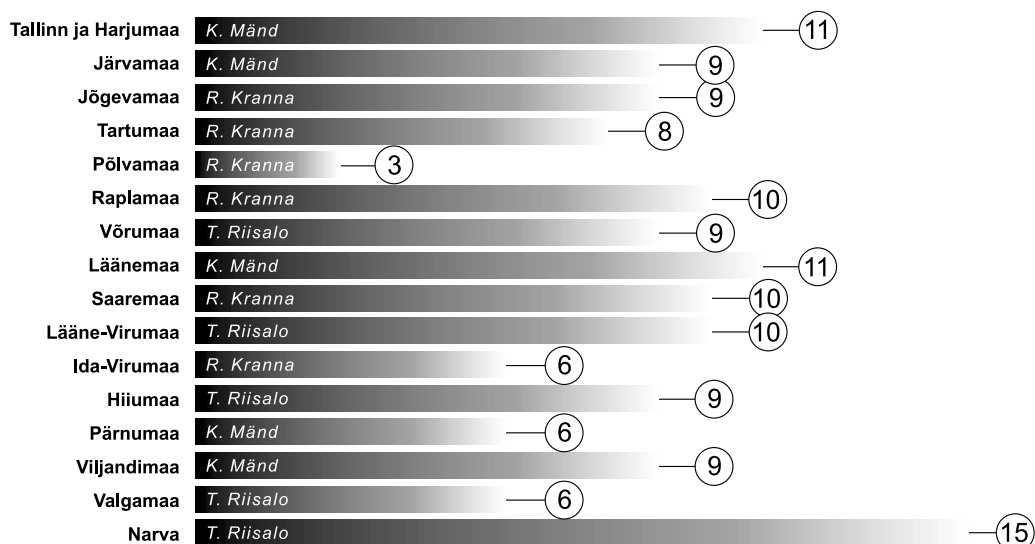 Tallinn ja Harjumaa K. Mänd 11
Järvamaa K. Mänd 9
Jõgevamaa R. Kranna 9
Tartumaa R. Kranna 8
Põlvamaa R. Kranna 3
Raplamaa R. Kranna 10
Võrumaa T. Riisalo 9
Läänemaa K. Mänd 11
Saaremaa R. Kranna 10
Lääne-Virumaa T. Riisalo 10
Ida-Virumaa R. Kranna 6
Hiiumaa T. Riisalo 9
Pärnumaa K. Mänd 6
Viljandimaa K. Mänd 9
Valgamaa T. Riisalo 6
Narva T. Riisalo 15